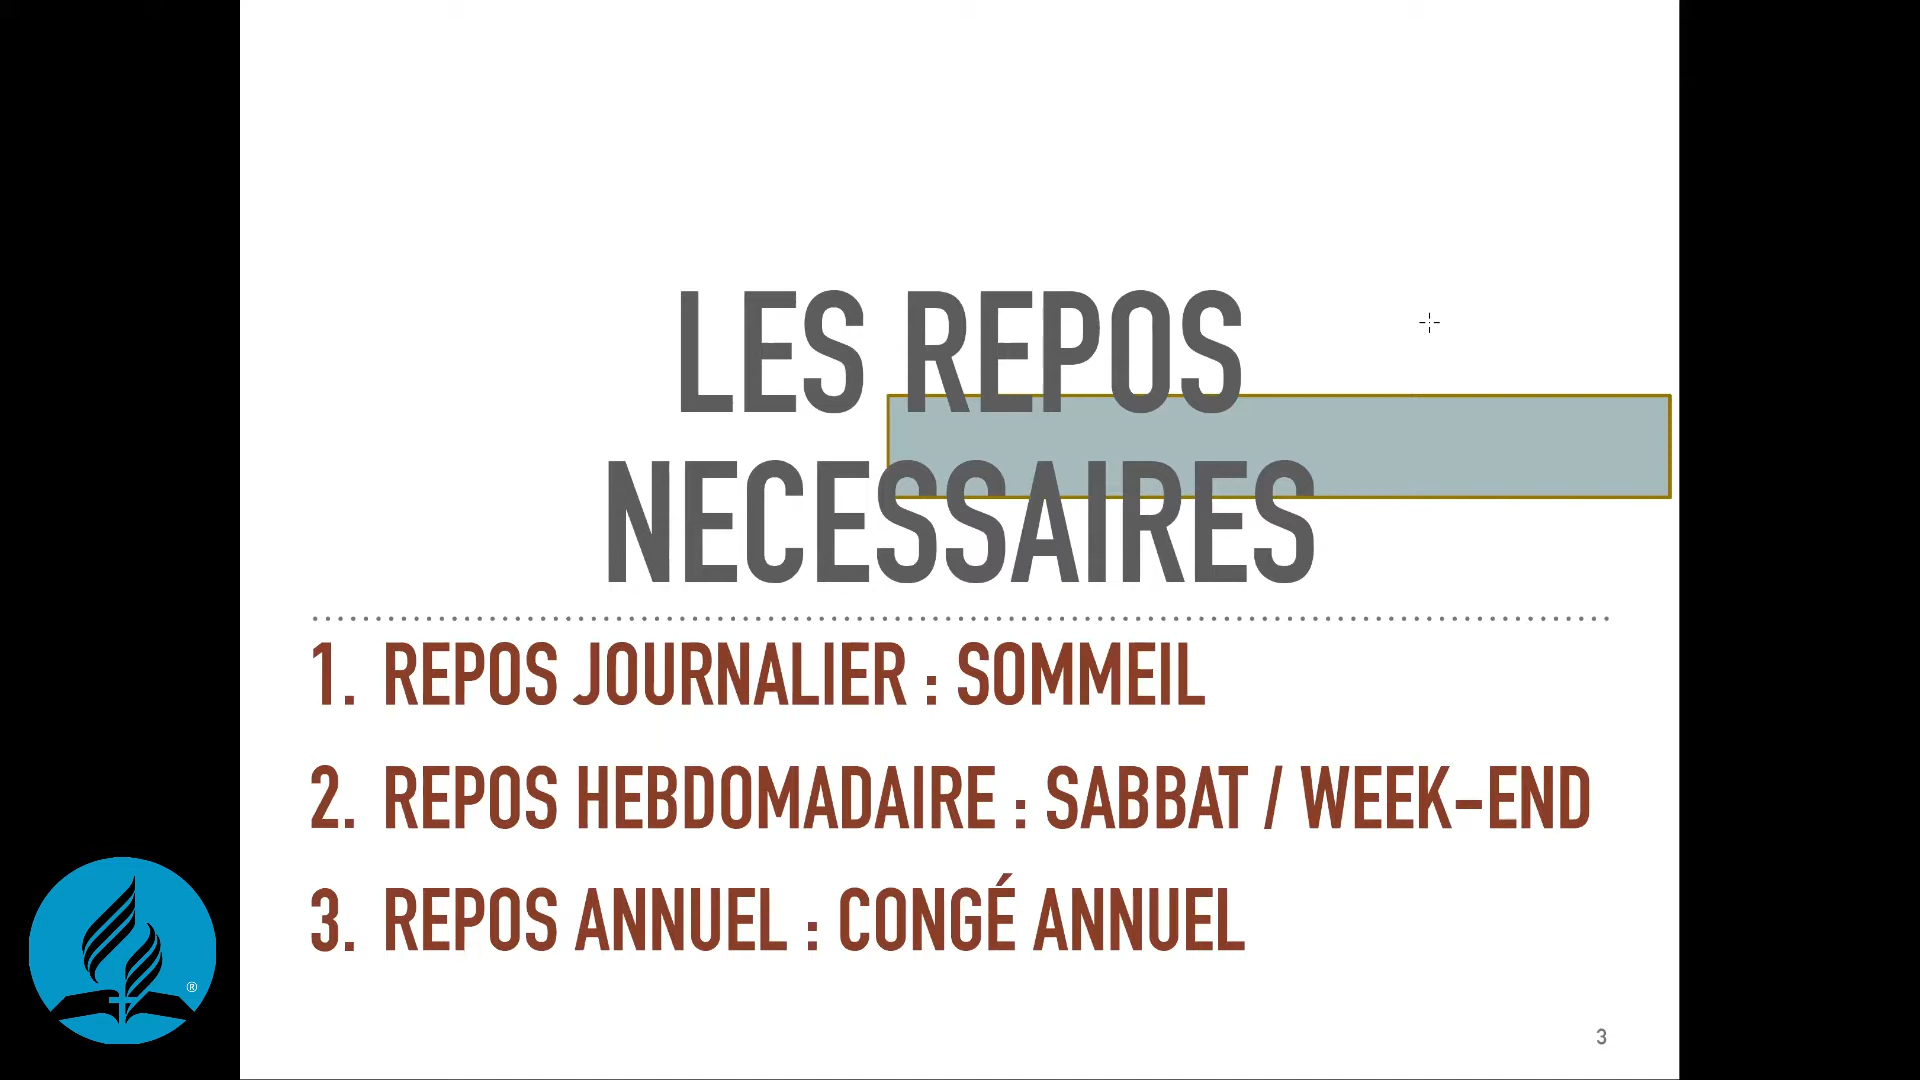 LES REPOS
NECESSAIRES
1. REPOS JOURNALIER : SOMMEIL
2. REPOS HEBDOMADAIRE : SABBAT / WEEK-END
3. REPOS ANNUEL : CONGÉ ANNUEL
®
3